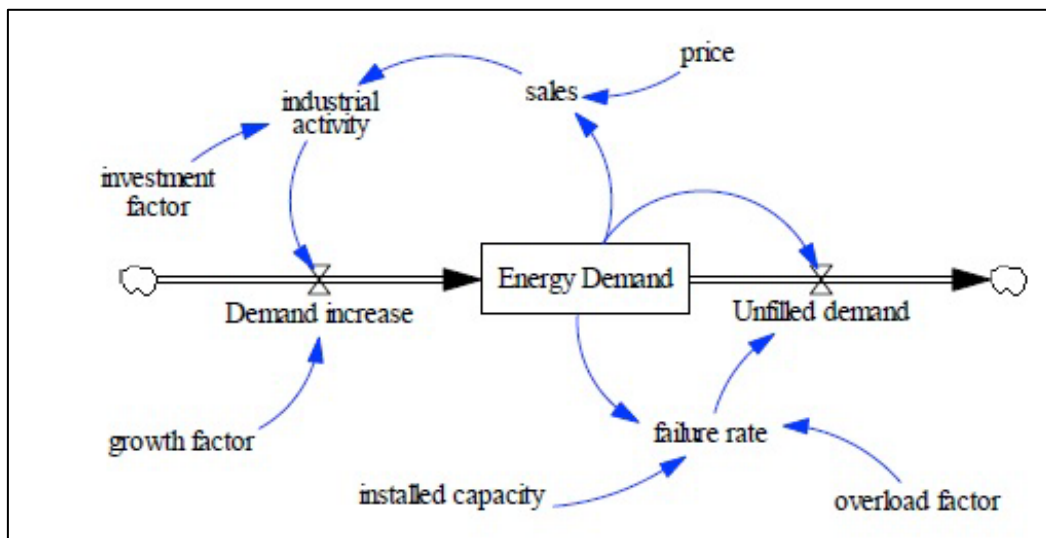 price
sales
industrial
activity
investment
factor
Energy Demand
Demand increase
Unfilled demand
growth factor
failure rate
installed capacity
overload factor